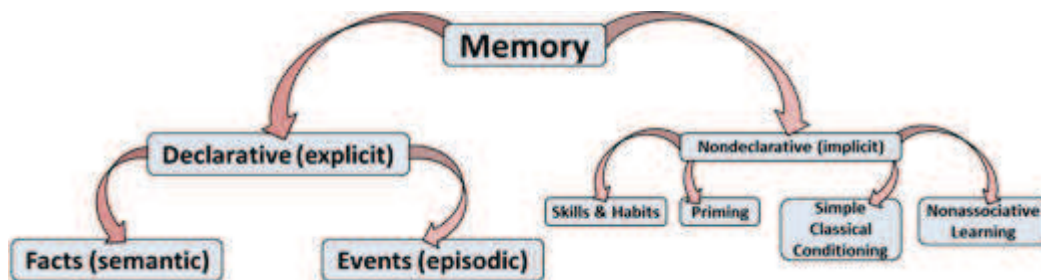 Memory
Declarative (explicit)
Nondeclarative (implicit)
Skills & Habits
Priming
Simple
Classical
Conditioning
Nonassociative
Learning
Facts (semantic)
Events (episodic)